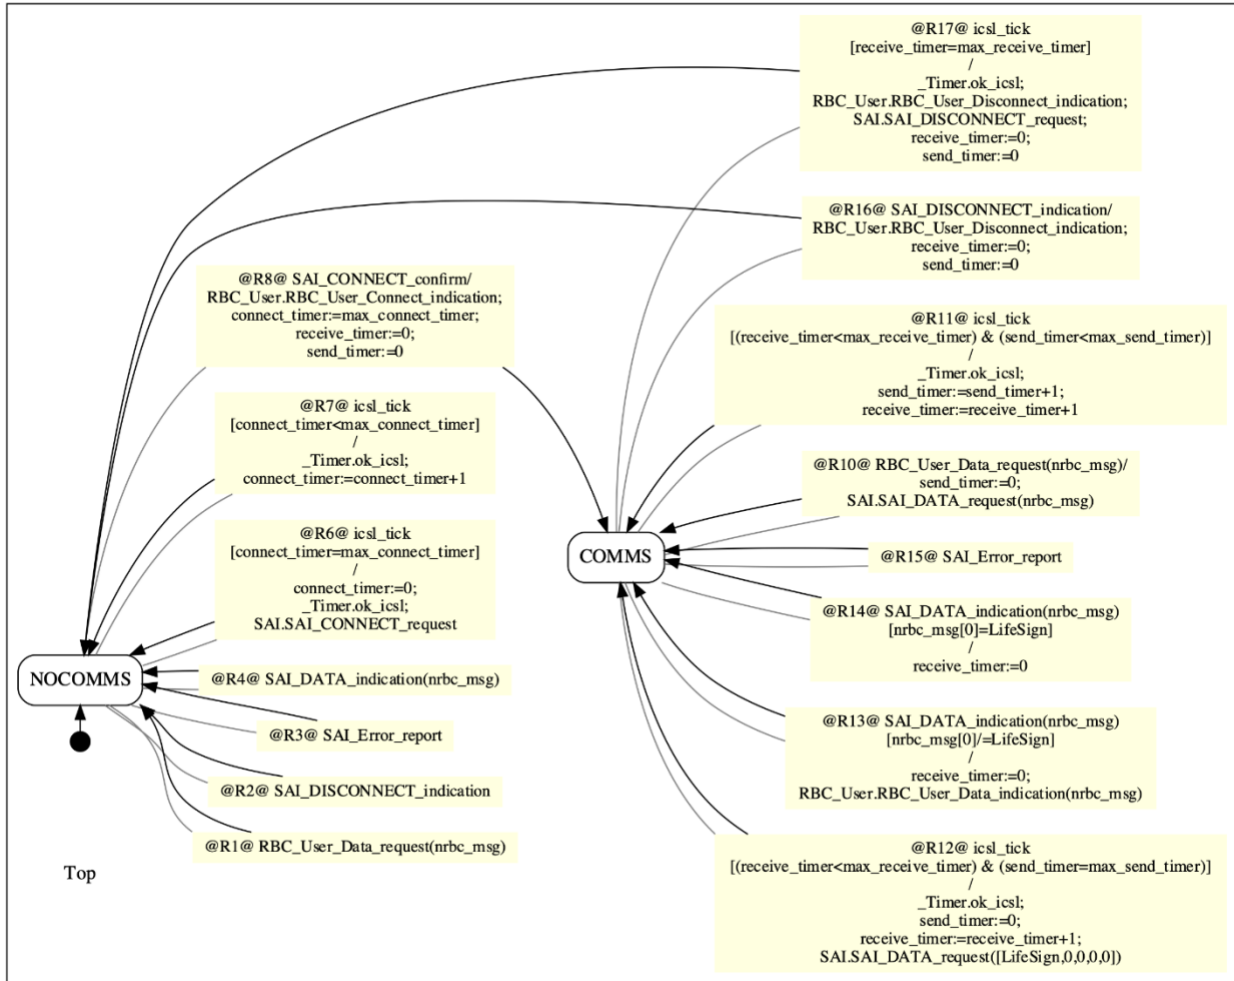 @R17@ icsl_tick
[receive_timer=max_receive_timer]
/
_Timer.ok_icsl;
RBC_User.RBC_User_Disconnect_indication;
SAI.SAI_DISCONNECT_request;
receive_timer:=0;
send_timer:=0
@R16@ SAI_DISCONNECT_indication/
RBC_User.RBC_User_Disconnect_indication;
receive_timer:=0;
send_timer:=0
@R8@ SAI_CONNECT_confirm/
RBC_User.RBC_User_Connect_indication;
connect_timer:=max_connect_timer;
receive_timer:=0;
send_timer:=0
@R11@ icsl_tick
[(receive_timer<max_receive_timer) & (send_timer<max_send_timer)]
/
_Timer.ok_icsl;
send_timer:=send_timer+1;
receive_timer:=receive_timer+1
@R7@ icsl_tick
[connect_timer<max_connect_timer]
/
_Timer.ok_icsl;
connect_timer:=connect_timer+1
@R10@ RBC_User_Data_request(nrbc_msg)/
send_timer:=0;
SAI.SAI_DATA_request(nrbc_msg)
@R6@ icsl_tick
[connect_timer=max_connect_timer]
/
connect_timer:=0;
_Timer.ok_icsl;
SAI.SAI_CONNECT_request
COMMS
@R15@ SAI_Error_report
@R14@ SAI_DATA_indication(nrbc_msg)
[nrbc_msg[0]=LifeSign]
/
receive_timer:=0
NOCOMMS
@R4@ SAI_DATA_indication(nrbc_msg)
@R3@ SAI_Error_report
@R13@ SAI_DATA_indication(nrbc_msg)
[nrbc_msg[0]/=LifeSign]
/
receive_timer:=0;
RBC_User.RBC_User_Data_indication(nrbc_msg)
@R2@ SAI_DISCONNECT_indication
@R1@ RBC_User_Data_request(nrbc_msg)
@R12@ icsl_tick
[(receive_timer<max_receive_timer) & (send_timer=max_send_timer)]
/
_Timer.ok_icsl;
send_timer:=0;
receive_timer:=receive_timer+1;
SAI.SAI_DATA_request([LifeSign,0,0,0,0])
Top